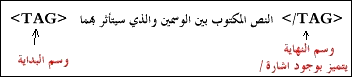 <TAG> النص المكتوب بين الوسمين والذي سيتأثر بهما </TAG>
وسم البداية
وسم النهاية
يتميز بوجود اشارة /